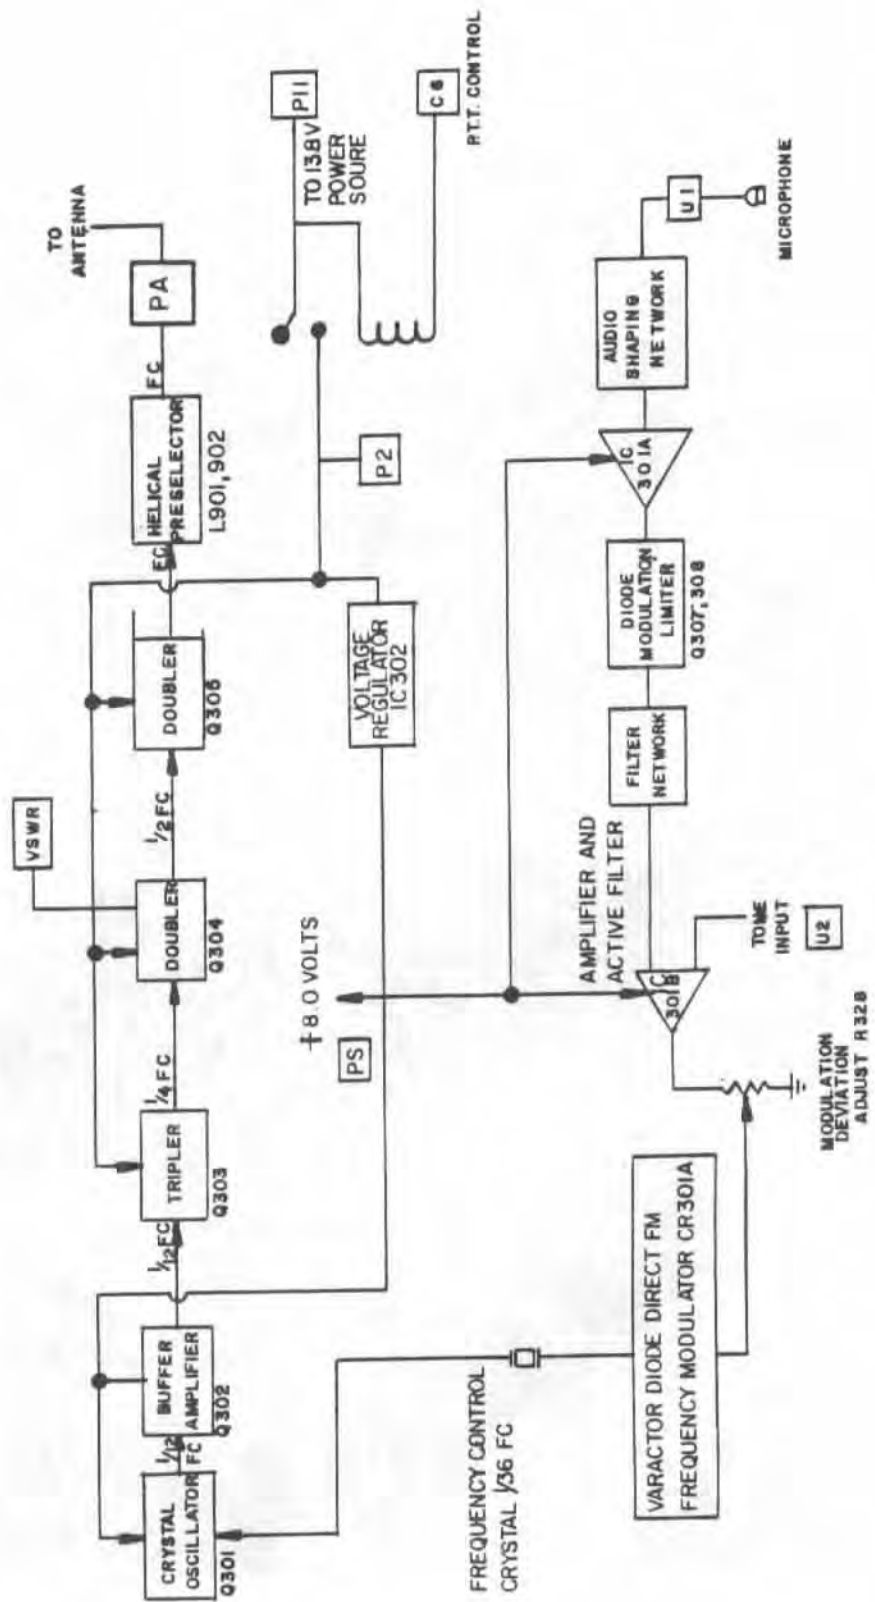 TO
ANTENNA
PA
FC
HELICAL
PRESELECTOR
L901,902
FC
DOUBLER
Q305
1/2 FC
VSWR
DOUBLER
Q304
1/4 FC
TRIPLER
Q303
1/12 FC
BUFFER
AMPLIFIER
Q302
1/12 FC
CRYSTAL
OSCILLATOR
Q301
P11
TO 13.8V
POWER
SOURE
C6
P.T.T. CONTROL
P2
VOLTAGE
REGULATOR
IC302
+8.0 VOLTS
PS
FREQUENCY CONTROL
CRYSTAL 1/36 FC
U1
MICROPHONE
AUDIO
SHAPING
NETWORK
IC
301A
DIODE
MODULATION
LIMITER
Q307,308
FILTER
NETWORK
AMPLIFIER AND
ACTIVE FILTER
IC
301B
TONE
INPUT
U2
MODULATION
DEVIATION
ADJUST R328
VARACTOR DIODE DIRECT FM
FREQUENCY MODULATOR CR301A